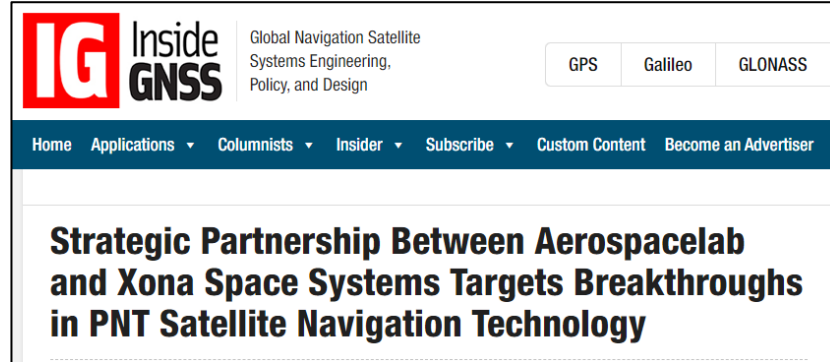 IG Inside GNSS
Global Navigation Satellite
Systems Engineering,
Policy, and Design
GPS Galileo GLONASS
Home Applications Columnists Insider Subscribe Custom Content Become an Advertiser
Strategic Partnership Between Aerospacelab
and Xona Space Systems Targets Breakthroughs
in PNT Satellite Navigation Technology